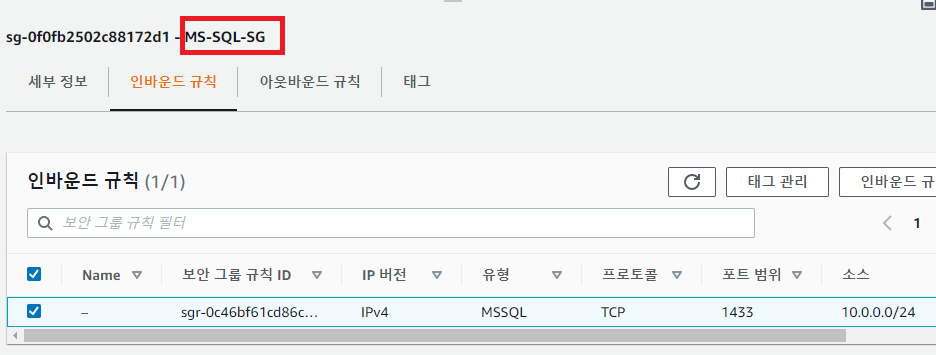 sg-0f0fb2502c88172d1 - MS-SQL-SG
세부 정보 인바운드 규칙 아웃바운드 규칙 태그
인바운드 규칙 (1/1) 태그 관리 인바운드 규
보안 그룹 규칙 필터 1
Name 보안 그룹 규칙 ID IP 버전 유형 프로토콜 포트 범위 소스
– sgr-0c46bf61cd86c... IPv4 MSSQL TCP 1433 10.0.0.0/24